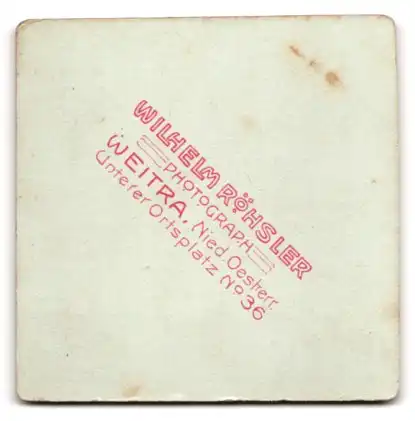 WILHELM RÖHSLER
PHOTOGRAPH
WEITRA, Nied. Oesterr.
Unterer Ortsplatz No 36